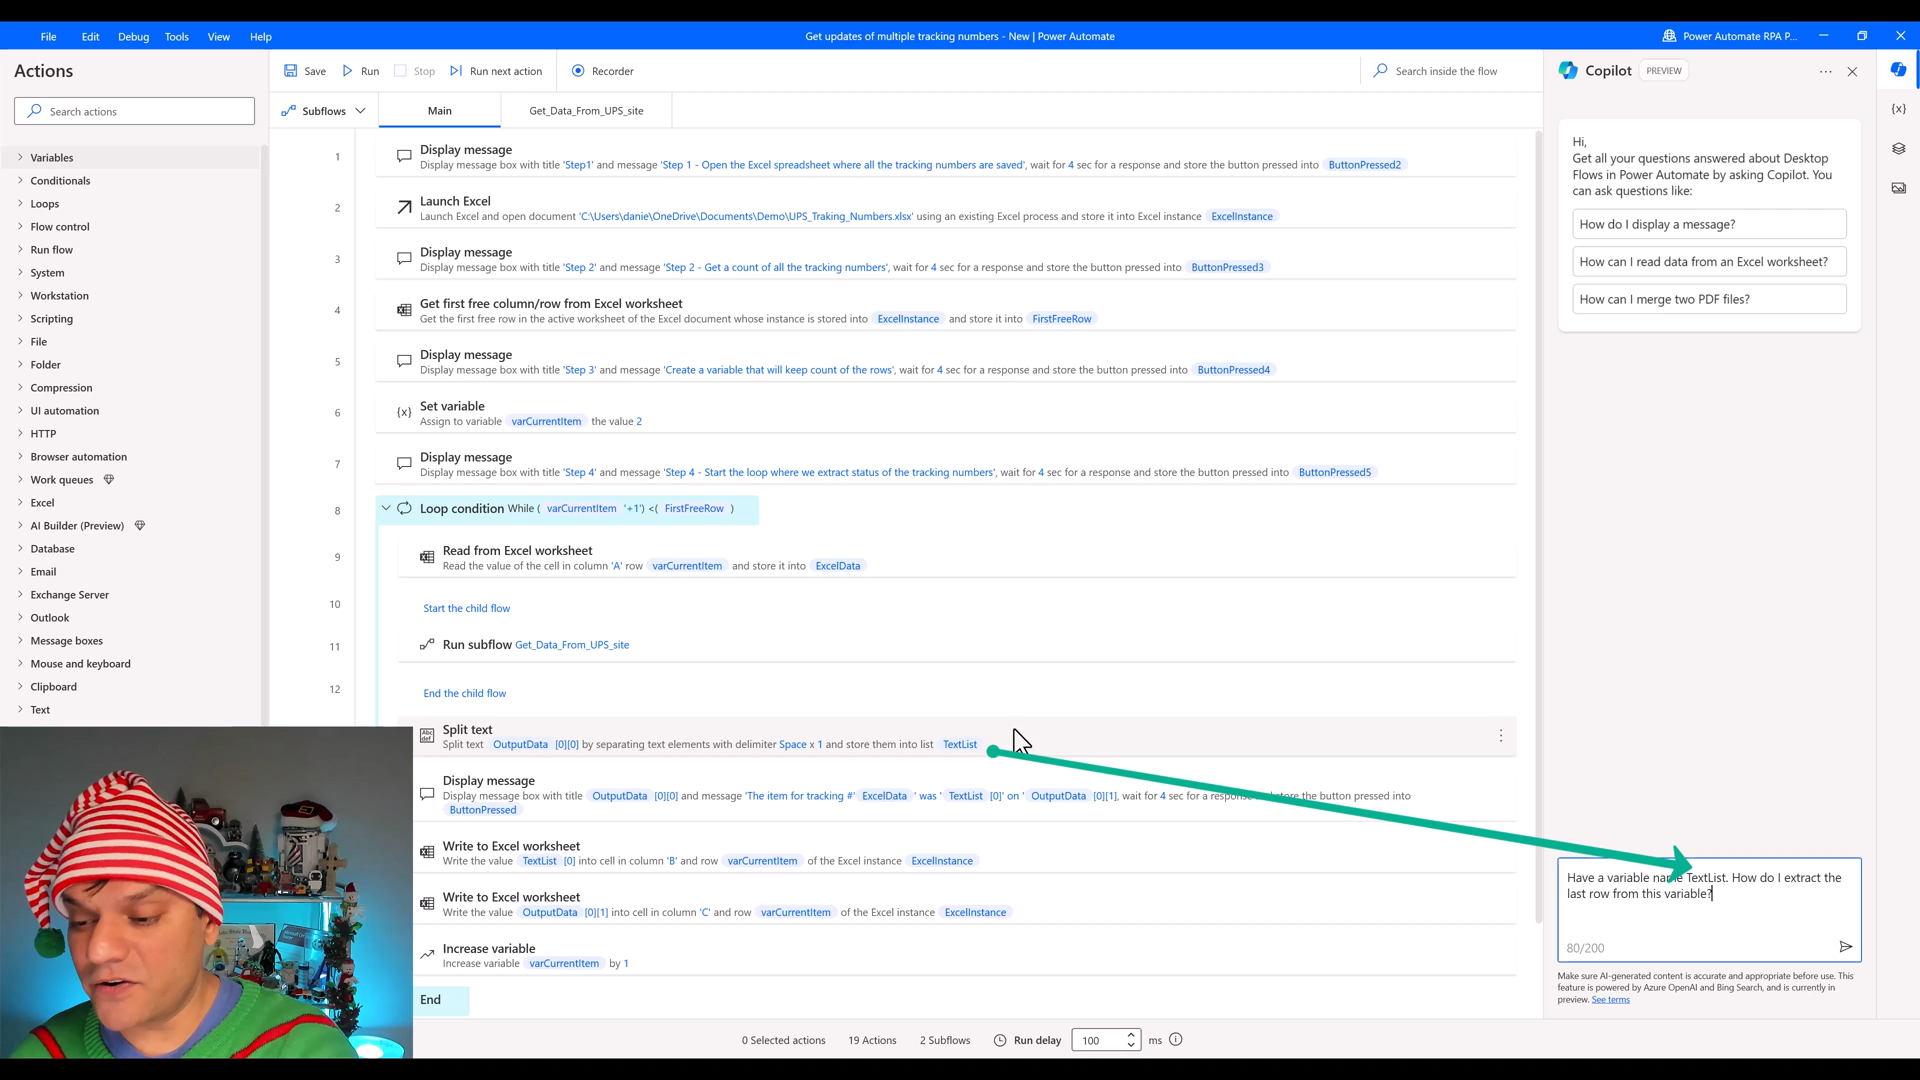 File Edit Debug Tools View Help
Get updates of multiple tracking numbers - New | Power Automate
Power Automate RPA P...
Actions
Search actions
Variables
Conditionals
Loops
Flow control
Run flow
System
Workstation
Scripting
File
Folder
Compression
UI automation
HTTP
Browser automation
Work queues
Excel
AI Builder (Preview)
Database
Email
Exchange Server
Outlook
Message boxes
Mouse and keyboard
Clipboard
Text
Save Run Stop Run next action Recorder
Search inside the flow
Subflows Main Get_Data_From_UPS_site
1 Display message
Display message box with title 'Step1' and message 'Step 1 - Open the Excel spreadsheet where all the tracking numbers are saved', wait for 4 sec for a response and store the button pressed into ButtonPressed2
2 Launch Excel
Launch Excel and open document 'C:\Users\danie\OneDrive\Documents\Demo\UPS_Traking_Numbers.xlsx' using an existing Excel process and store it into Excel instance ExcelInstance
3 Display message
Display message box with title 'Step 2' and message 'Step 2 - Get a count of all the tracking numbers', wait for 4 sec for a response and store the button pressed into ButtonPressed3
4 Get first free column/row from Excel worksheet
Get the first free row in the active worksheet of the Excel document whose instance is stored into ExcelInstance and store it into FirstFreeRow
5 Display message
Display message box with title 'Step 3' and message 'Create a variable that will keep count of the rows', wait for 4 sec for a response and store the button pressed into ButtonPressed4
6 {x} Set variable
Assign to variable varCurrentItem the value 2
7 Display message
Display message box with title 'Step 4' and message 'Step 4 - Start the loop where we extract status of the tracking numbers', wait for 4 sec for a response and store the button pressed into ButtonPressed5
8 Loop condition While ( varCurrentItem '+1') <( FirstFreeRow )
9 Read from Excel worksheet
Read the value of the cell in column 'A' row varCurrentItem and store it into ExcelData
10 Start the child flow
11 Run subflow Get_Data_From_UPS_site
12 End the child flow
Split text
Split text OutputData [0][0] by separating text elements with delimiter Space x 1 and store them into list TextList
Display message
Display message box with title OutputData [0][0] and message 'The item for tracking #' ExcelData ' was ' TextList [0]' on ' OutputData [0][1], wait for 4 sec for a response store the button pressed into
ButtonPressed
Write to Excel worksheet
Write the value TextList [0] into cell in column 'B' and row varCurrentItem of the Excel instance ExcelInstance
Write to Excel worksheet
Write the value OutputData [0][1] into cell in column 'C' and row varCurrentItem of the Excel instance ExcelInstance
Increase variable
Increase variable varCurrentItem by 1
End
0 Selected actions 19 Actions 2 Subflows Run delay 100 ms
Copilot PREVIEW
{x}
Hi,
Get all your questions answered about Desktop
Flows in Power Automate by asking Copilot. You
can ask questions like:
How do I display a message?
How can I read data from an Excel worksheet?
How can I merge two PDF files?
Have a variable name TextList. How do I extract the
last row from this variable?
80/200
Make sure AI-generated content is accurate and appropriate before use. This
feature is powered by Azure OpenAI and Bing Search, and is currently in
preview. See terms